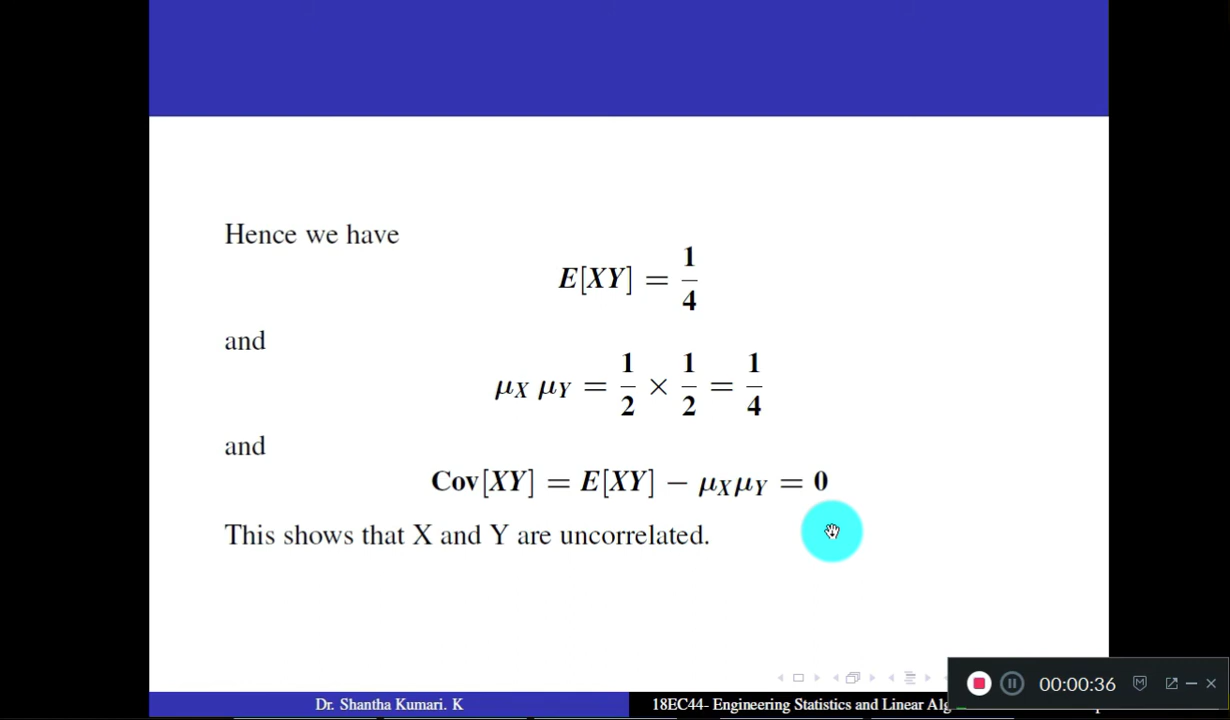 Hence we have
E[XY] = 1/4
and
μX μY = 1/2 × 1/2 = 1/4
and
Cov[XY] = E[XY] − μXμY = 0
This shows that X and Y are uncorrelated.
00:00:36
Dr. Shantha Kumari. K
18EC44- Engineering Statistics and Linear Alg